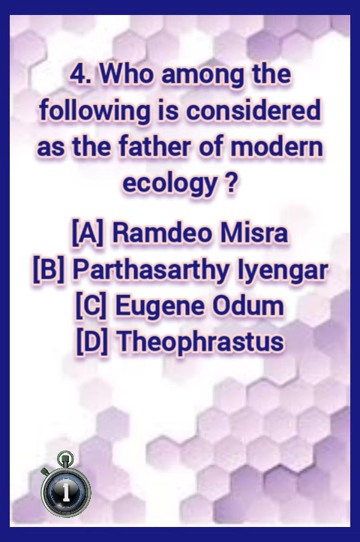 4. Who among the
following is considered
as the father of modern
ecology ?
[A] Ramdeo Misra
[B] Parthasarthy Iyengar
[C] Eugene Odum
[D] Theophrastus
1